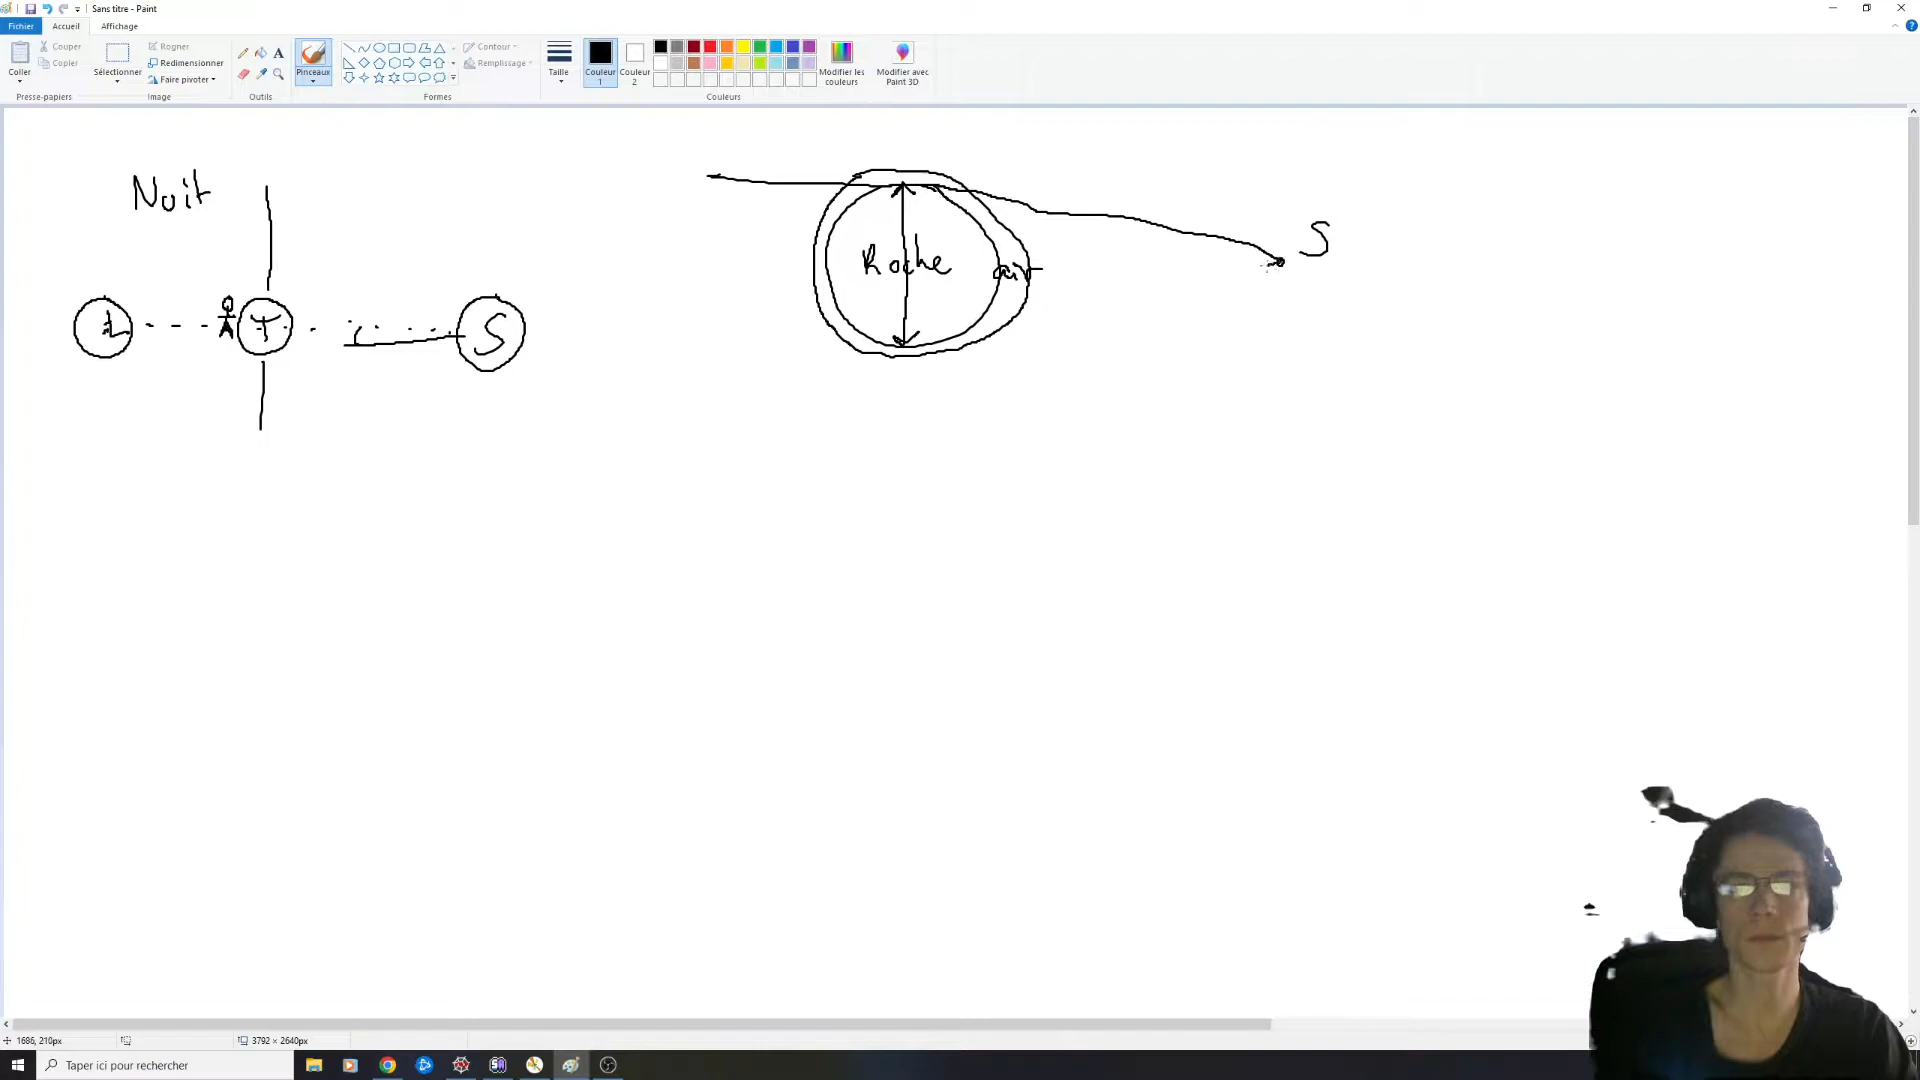 Sans titre - Paint
Fichier Accueil Affichage
Coller
Couper
Copier
Presse-papiers
Sélectionner
Rogner
Redimensionner
Faire pivoter
Image
Outils
Pinceaux
Formes
Contour
Remplissage
Taille
Couleur 1
Couleur 2
Couleurs
Modifier les couleurs
Modifier avec Paint 3D
Nuit
S
Roche
air
L T S
1686, 210px
3792 × 2640px
Taper ici pour rechercher